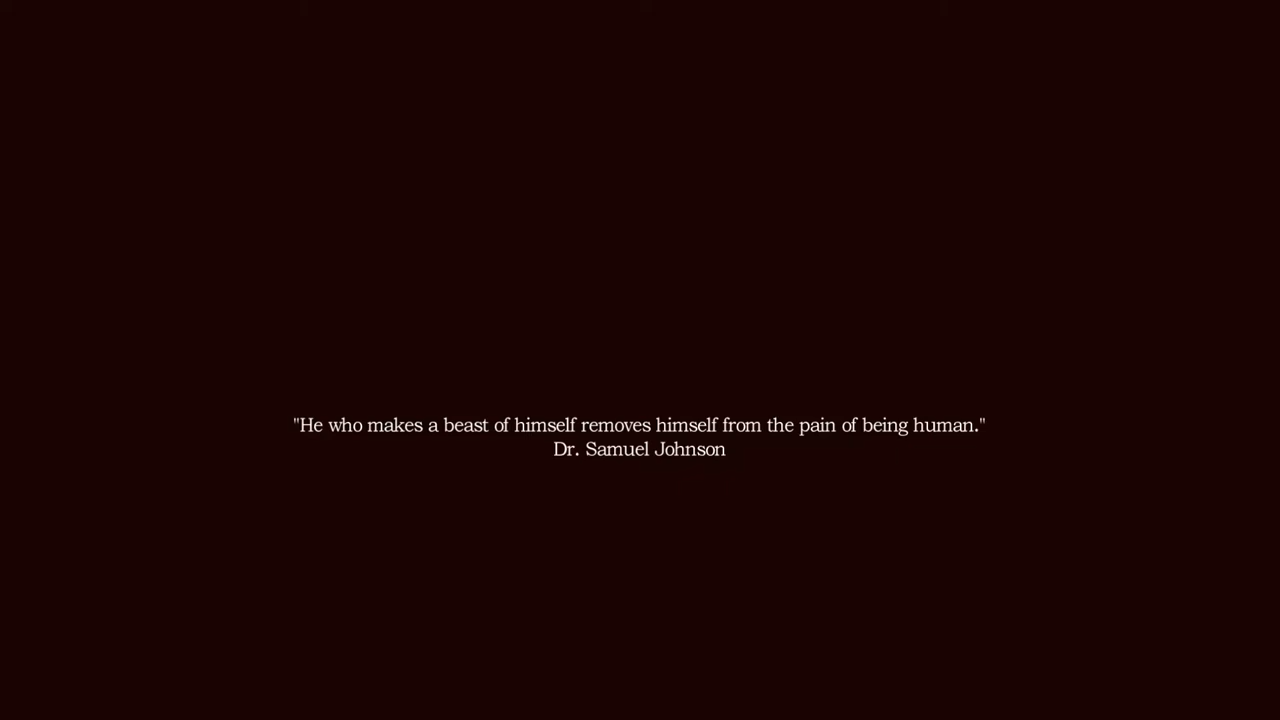 "He who makes a beast of himself removes himself from the pain of being human."
Dr. Samuel Johnson